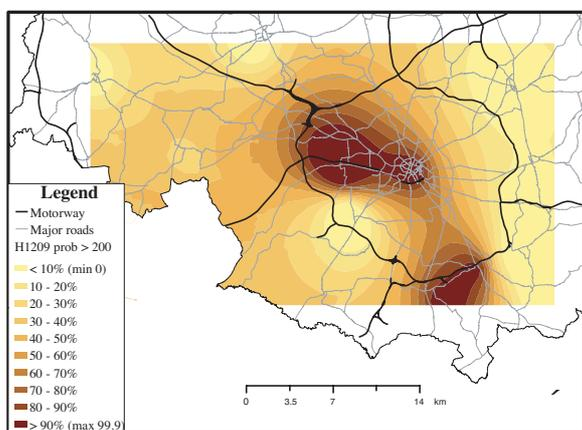 Legend
Motorway
Major roads
H1209 prob > 200
< 10% (min 0)
10 - 20%
20 - 30%
30 - 40%
40 - 50%
50 - 60%
60 - 70%
70 - 80%
80 - 90%
> 90% (max 99.9)
0 3.5 7 14 km